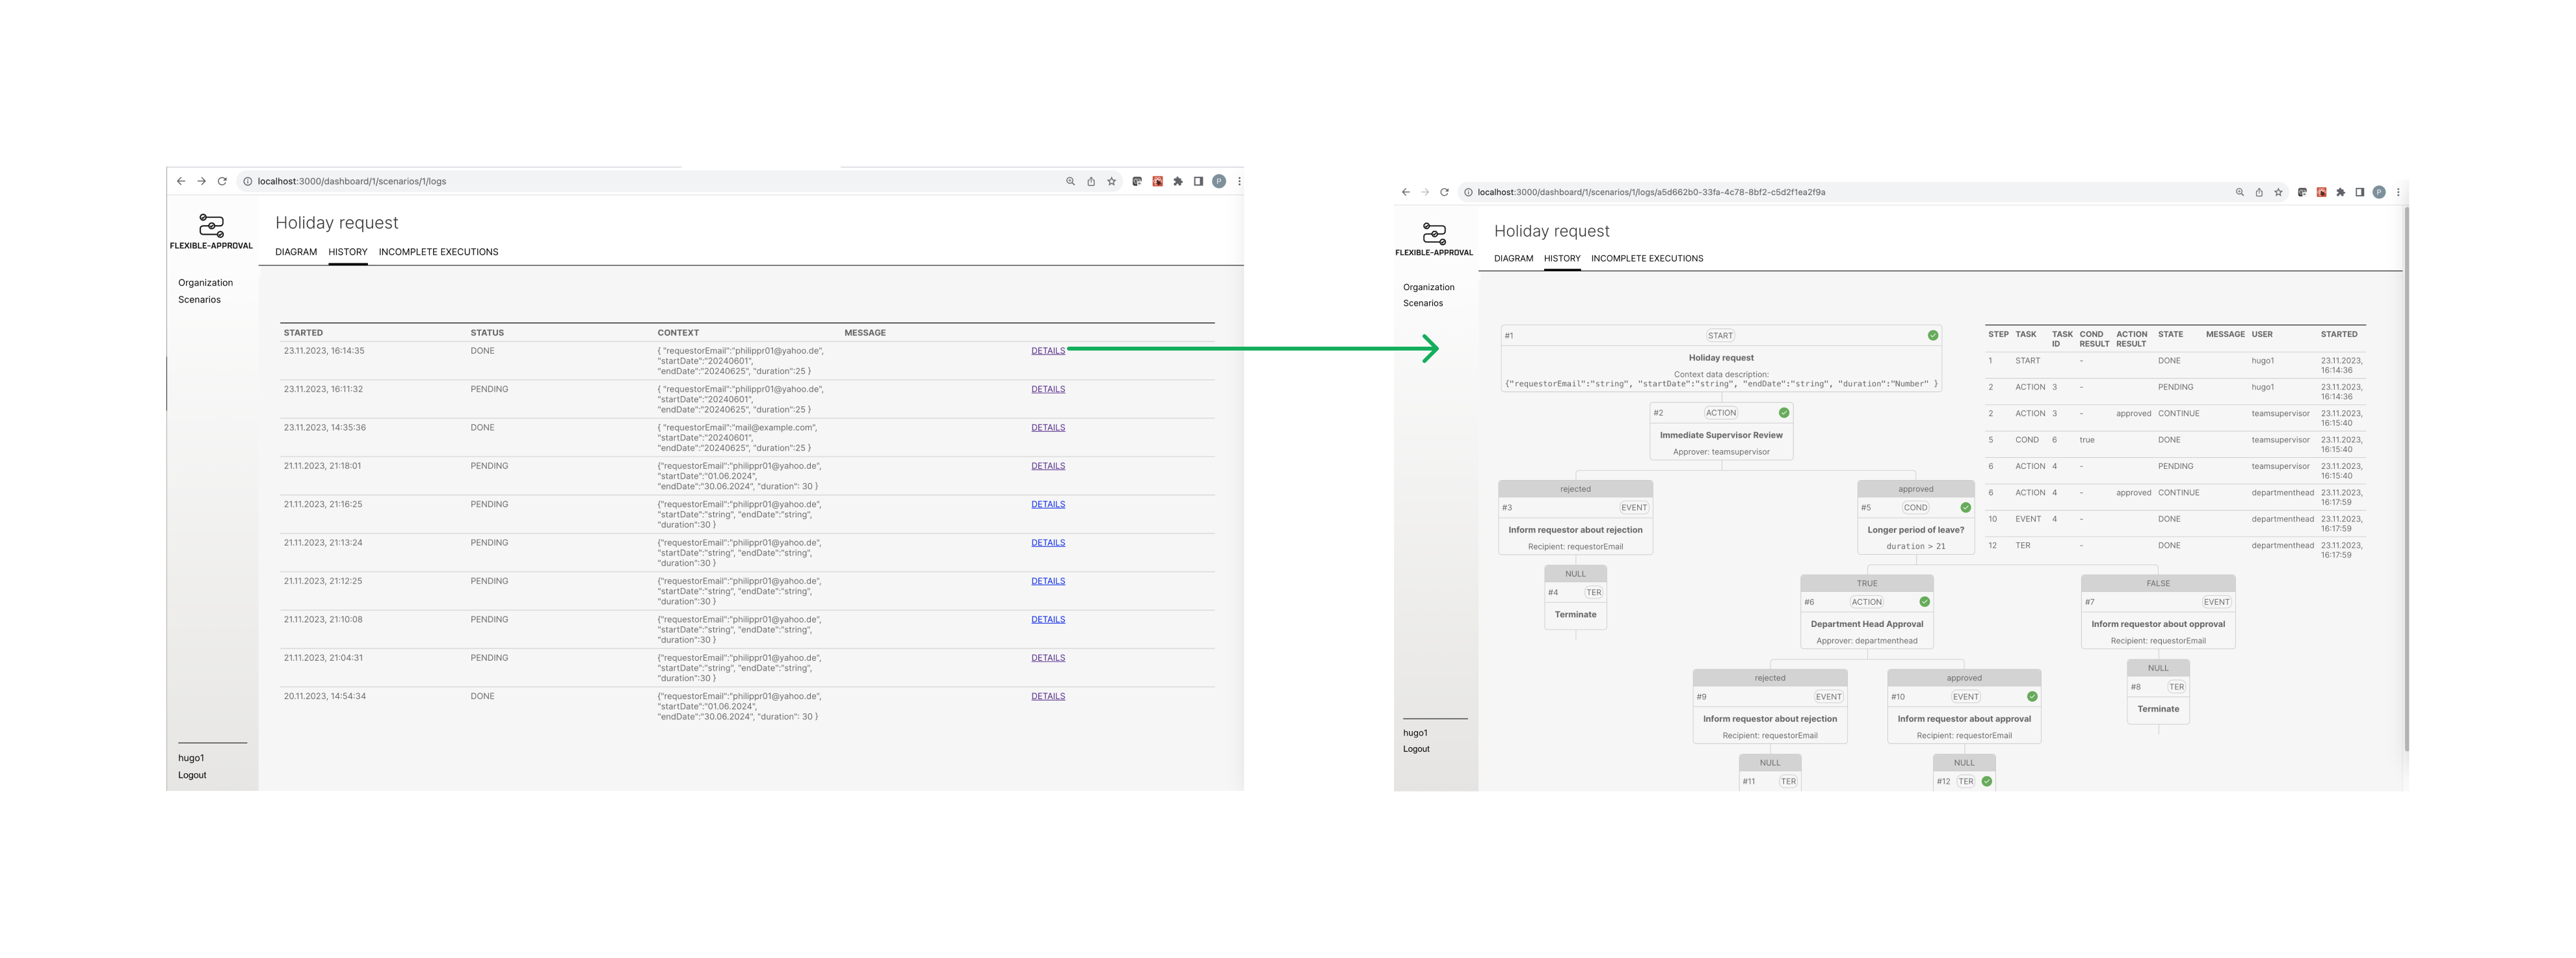 localhost:3000/dashboard/1/scenarios/1/logs
P
FLEXIBLE-APPROVAL
Organization
Scenarios
hugo1
Logout
Holiday request
DIAGRAM HISTORY INCOMPLETE EXECUTIONS
STARTED STATUS CONTEXT MESSAGE
23.11.2023, 16:14:35 DONE { "requestorEmail":"philippr01@yahoo.de", DETAILS
"startDate":"20240601",
"endDate":"20240625", "duration":25 }
23.11.2023, 16:11:32 PENDING { "requestorEmail":"philippr01@yahoo.de", DETAILS
"startDate":"20240601",
"endDate":"20240625", "duration":25 }
23.11.2023, 14:35:36 DONE { "requestorEmail":"mail@example.com", DETAILS
"startDate":"20240601",
"endDate":"20240625", "duration":25 }
21.11.2023, 21:18:01 PENDING {"requestorEmail":"philippr01@yahoo.de", DETAILS
"startDate":"01.06.2024",
"endDate":"30.06.2024", "duration": 30 }
21.11.2023, 21:16:25 PENDING {"requestorEmail":"philippr01@yahoo.de", DETAILS
"startDate":"string", "endDate":"string",
"duration":30 }
21.11.2023, 21:13:24 PENDING {"requestorEmail":"philippr01@yahoo.de", DETAILS
"startDate":"string", "endDate":"string",
"duration":30 }
21.11.2023, 21:12:25 PENDING {"requestorEmail":"philippr01@yahoo.de", DETAILS
"startDate":"string", "endDate":"string",
"duration":30 }
21.11.2023, 21:10:08 PENDING {"requestorEmail":"philippr01@yahoo.de", DETAILS
"startDate":"string", "endDate":"string",
"duration":30 }
21.11.2023, 21:04:31 PENDING {"requestorEmail":"philippr01@yahoo.de", DETAILS
"startDate":"string", "endDate":"string",
"duration":30 }
20.11.2023, 14:54:34 DONE {"requestorEmail":"philippr01@yahoo.de", DETAILS
"startDate":"01.06.2024",
"endDate":"30.06.2024", "duration": 30 }
localhost:3000/dashboard/1/scenarios/1/logs/a5d662b0-33fa-4c78-8bf2-c5d2f1ea2f9a
P
FLEXIBLE-APPROVAL
Organization
Scenarios
hugo1
Logout
Holiday request
DIAGRAM HISTORY INCOMPLETE EXECUTIONS
#1 START
Holiday request
Context data description:
{"requestorEmail":"string", "startDate":"string", "endDate":"string", "duration":"Number" }
#2 ACTION
Immediate Supervisor Review
Approver: teamsupervisor
rejected
#3 EVENT
Inform requestor about rejection
Recipient: requestorEmail
NULL
#4 TER
Terminate
approved
#5 COND
Longer period of leave?
duration > 21
TRUE
#6 ACTION
Department Head Approval
Approver: departmenthead
FALSE
#7 EVENT
Inform requestor about opproval
Recipient: requestorEmail
NULL
#8 TER
Terminate
rejected
#9 EVENT
Inform requestor about rejection
Recipient: requestorEmail
approved
#10 EVENT
Inform requestor about approval
Recipient: requestorEmail
NULL
#11 TER
NULL
#12 TER
STEP TASK TASK COND ACTION STATE MESSAGE USER STARTED
ID RESULT RESULT
1 START - DONE hugo1 23.11.2023,
16:14:36
2 ACTION 3 - PENDING hugo1 23.11.2023,
16:14:36
2 ACTION 3 - approved CONTINUE teamsupervisor 23.11.2023,
16:15:40
5 COND 6 true DONE teamsupervisor 23.11.2023,
16:15:40
6 ACTION 4 - PENDING teamsupervisor 23.11.2023,
16:15:40
6 ACTION 4 - approved CONTINUE departmenthead 23.11.2023,
16:17:59
10 EVENT 4 - DONE departmenthead 23.11.2023,
16:17:59
12 TER - DONE departmenthead 23.11.2023,
16:17:59